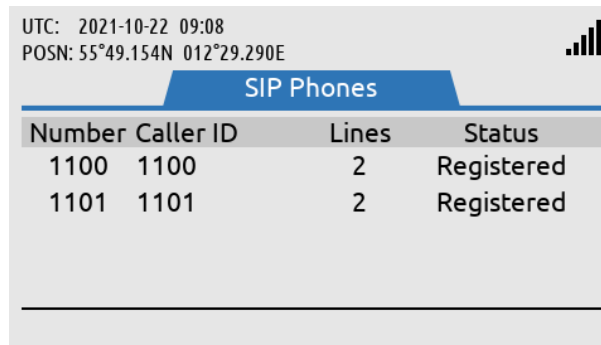 UTC: 2021-10-22 09:08
POSN: 55°49.154N 012°29.290E
SIP Phones
Number Caller ID Lines Status
1100 1100 2 Registered
1101 1101 2 Registered